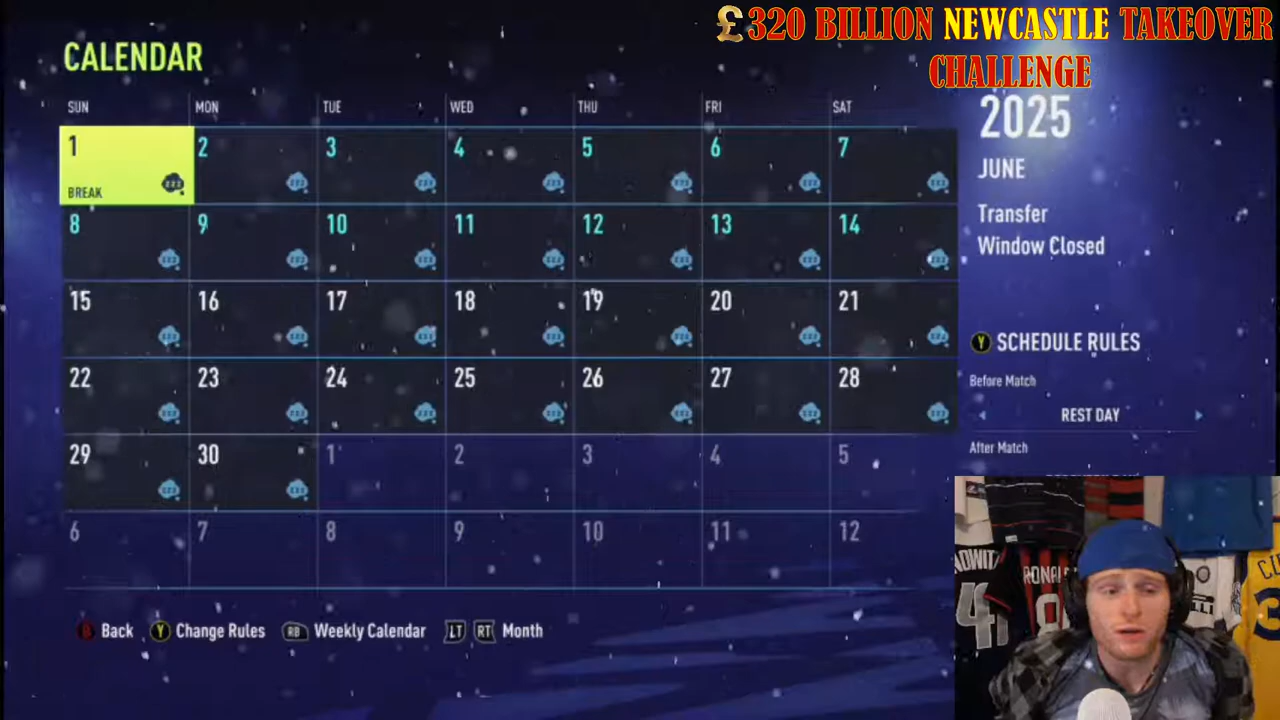 £320 BILLION NEWCASTLE TAKEOVER
CHALLENGE
CALENDAR
SUN MON TUE WED THU FRI SAT
1 2 3 4 5 6 7
BREAK
8 9 10 11 12 13 14
15 16 17 18 19 20 21
22 23 24 25 26 27 28
29 30 1 2 3 4 5
6 7 8 9 10 11 12
2025
JUNE
Transfer
Window Closed
Y SCHEDULE RULES
Before Match
REST DAY
After Match
B Back Y Change Rules RB Weekly Calendar LT RT Month